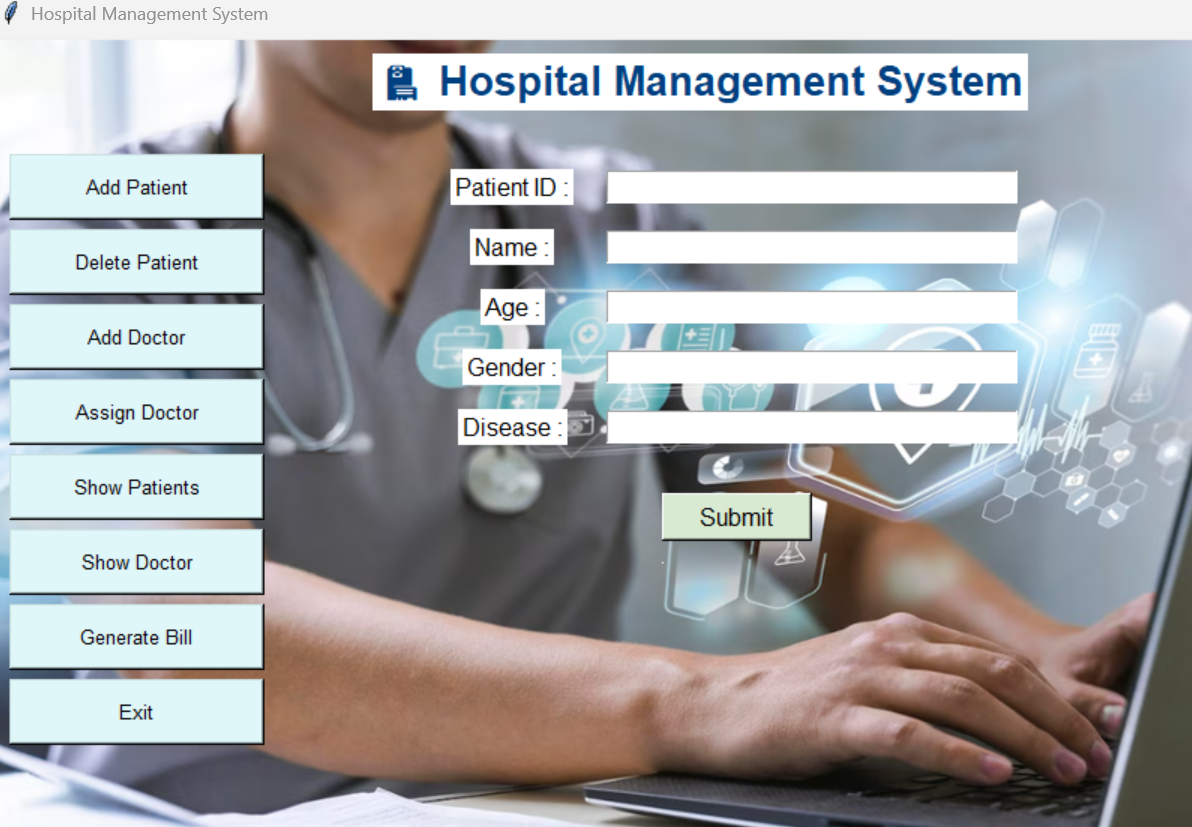 Hospital Management System
Hospital Management System
Add Patient
Delete Patient
Add Doctor
Assign Doctor
Show Patients
Show Doctor
Generate Bill
Exit
Patient ID :
Name :
Age :
Gender :
Disease :
Submit